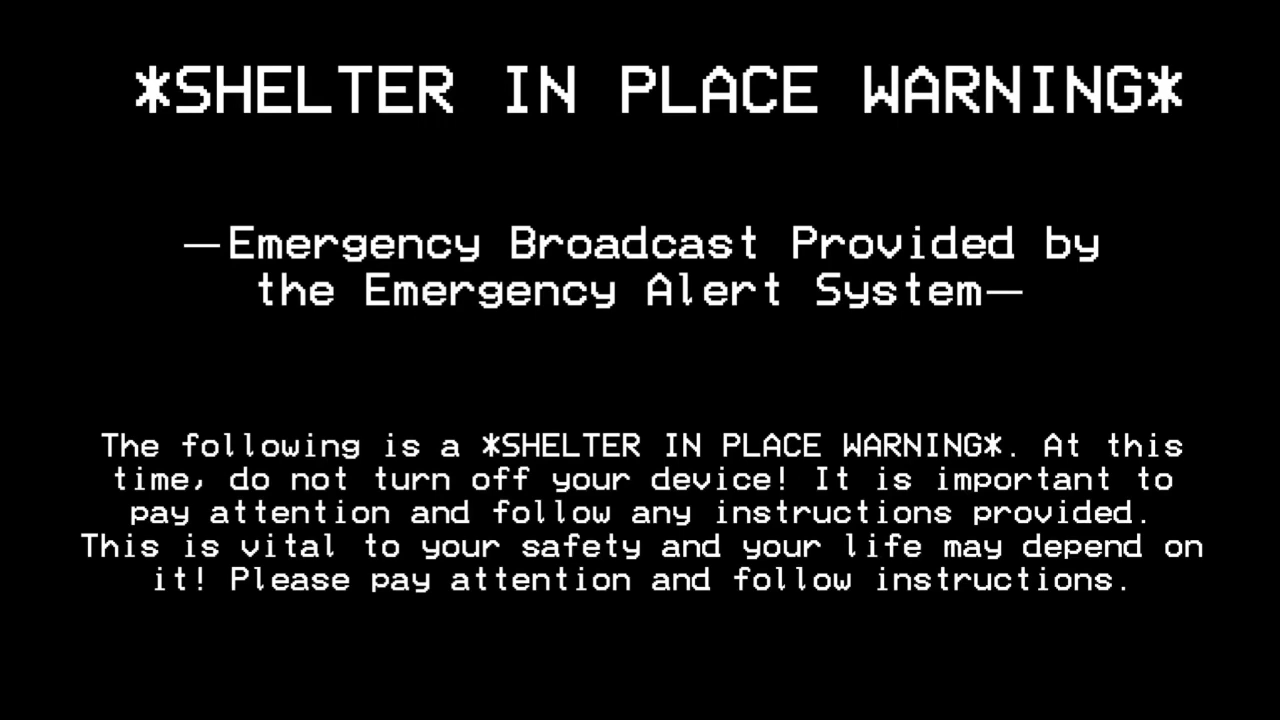 *SHELTER IN PLACE WARNING*
—Emergency Broadcast Provided by
the Emergency Alert System—
The following is a *SHELTER IN PLACE WARNING*. At this
time, do not turn off your device! It is important to
pay attention and follow any instructions provided.
This is vital to your safety and your life may depend on
it! Please pay attention and follow instructions.